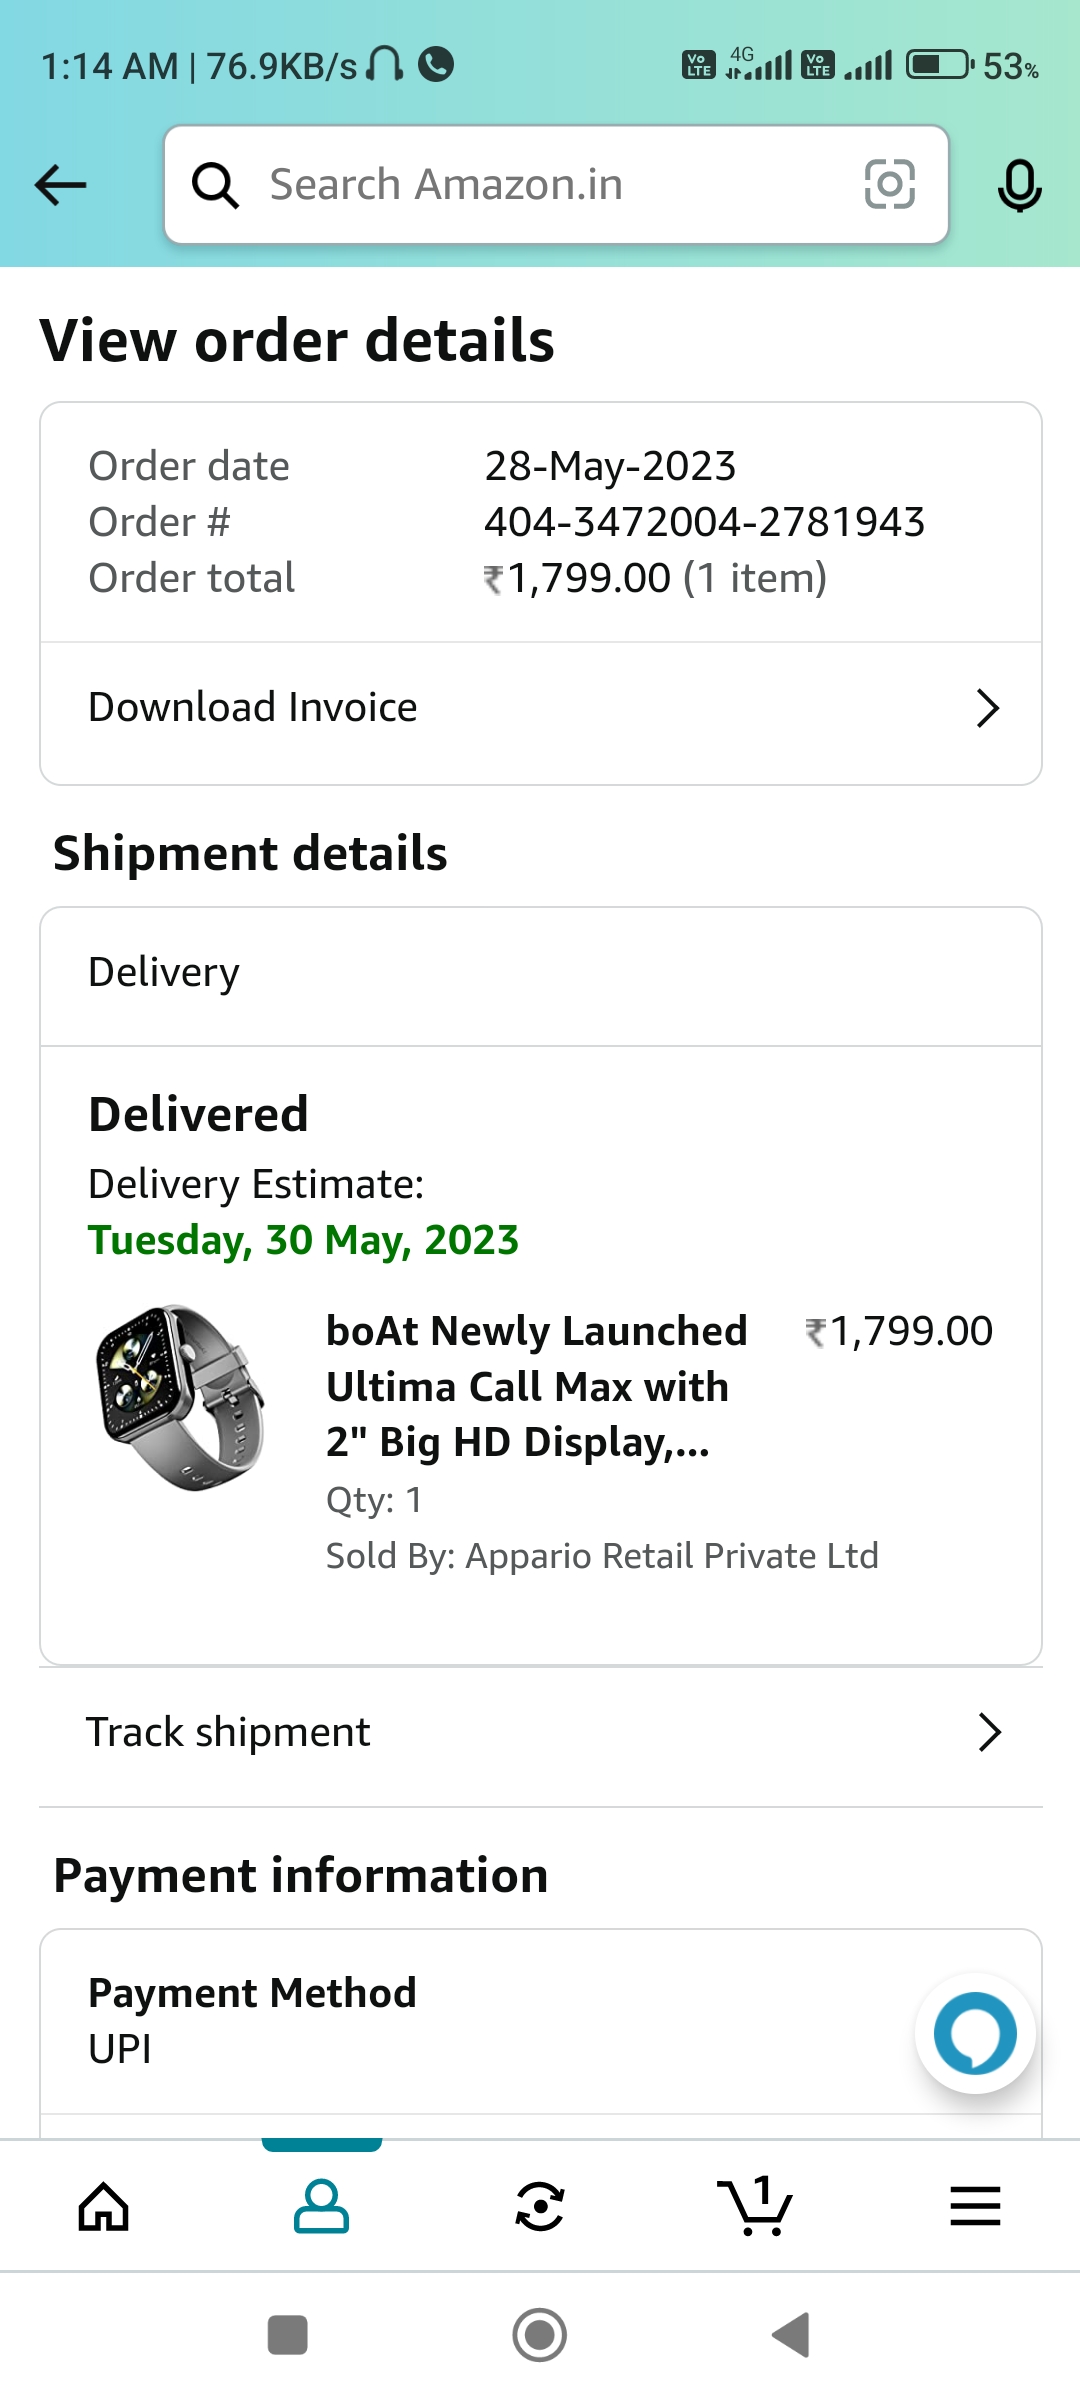 1:14 AM | 76.9KB/s
Vo LTE 4G Vo LTE 53%
Search Amazon.in
View order details
Order date 28-May-2023
Order # 404-3472004-2781943
Order total ₹1,799.00 (1 item)
Download Invoice
Shipment details
Delivery
Delivered
Delivery Estimate:
Tuesday, 30 May, 2023
boAt Newly Launched ₹1,799.00
Ultima Call Max with
2" Big HD Display,...
Qty: 1
Sold By: Appario Retail Private Ltd
Track shipment
Payment information
Payment Method
UPI
1